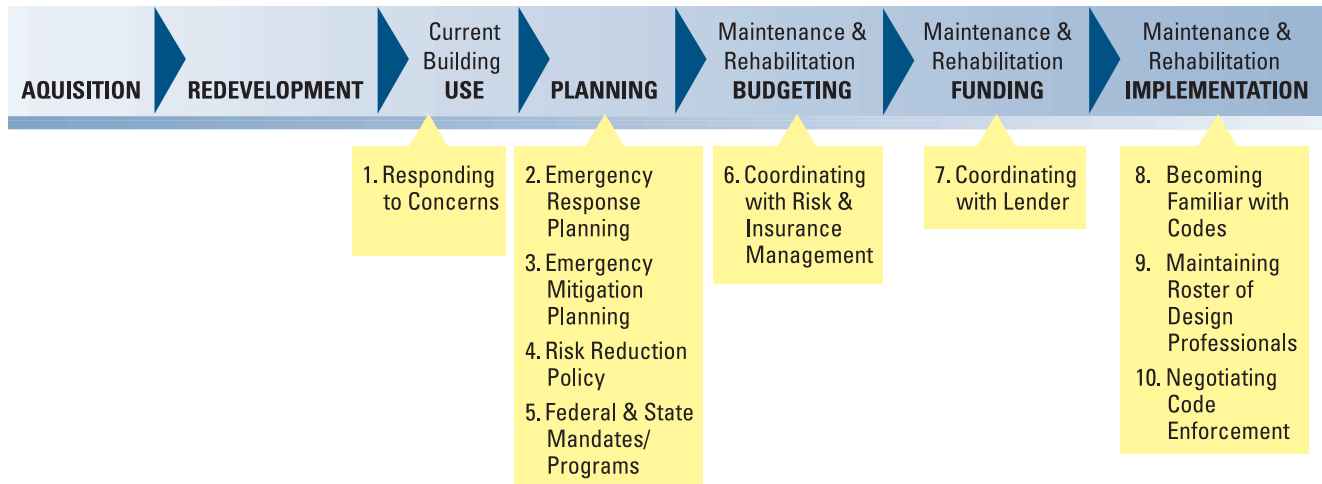 AQUISITION
REDEVELOPMENT
Current
Building
USE
PLANNING
Maintenance &
Rehabilitation
BUDGETING
Maintenance &
Rehabilitation
FUNDING
Maintenance &
Rehabilitation
IMPLEMENTATION
1. Responding
to Concerns
2. Emergency
Response
Planning
3. Emergency
Mitigation
Planning
4. Risk Reduction
Policy
5. Federal & State
Mandates/
Programs
6. Coordinating
with Risk &
Insurance
Management
7. Coordinating
with Lender
8. Becoming
Familiar with
Codes
9. Maintaining
Roster of
Design
Professionals
10. Negotiating
Code
Enforcement